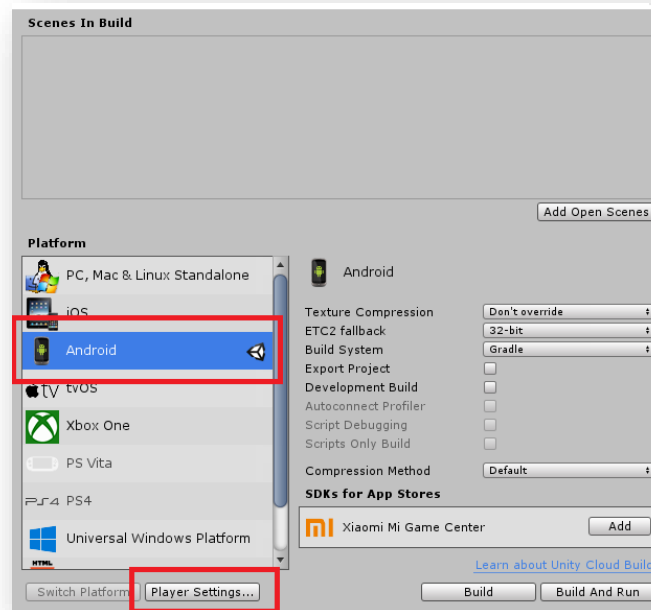 Scenes In Build
Add Open Scenes
Platform
PC, Mac & Linux Standalone
iOS
Android
tv tvOS
Xbox One
PS Vita
PS4 PS4
Universal Windows Platform
HTML
Switch Platform
Player Settings...
Android
Texture Compression Don't override
ETC2 fallback 32-bit
Build System Gradle
Export Project
Development Build
Autoconnect Profiler
Script Debugging
Scripts Only Build
Compression Method Default
SDKs for App Stores
Xiaomi Mi Game Center Add
Learn about Unity Cloud Build
Build Build And Run